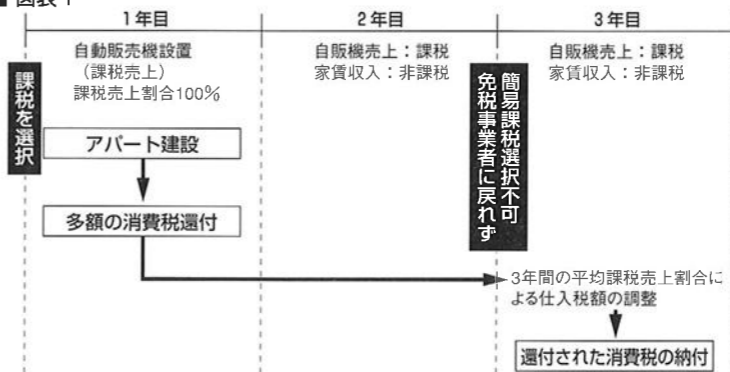 ■図表1
1年目
2年目
3年目
課税を選択
自動販売機設置
（課税売上）
課税売上割合100％
アパート建設
多額の消費税還付
自販機売上：課税
家賃収入：非課税
簡易課税選択不可
免税事業者に戻れず
自販機売上：課税
家賃収入：非課税
3年間の平均課税売上割合に
よる仕入税額の調整
還付された消費税の納付